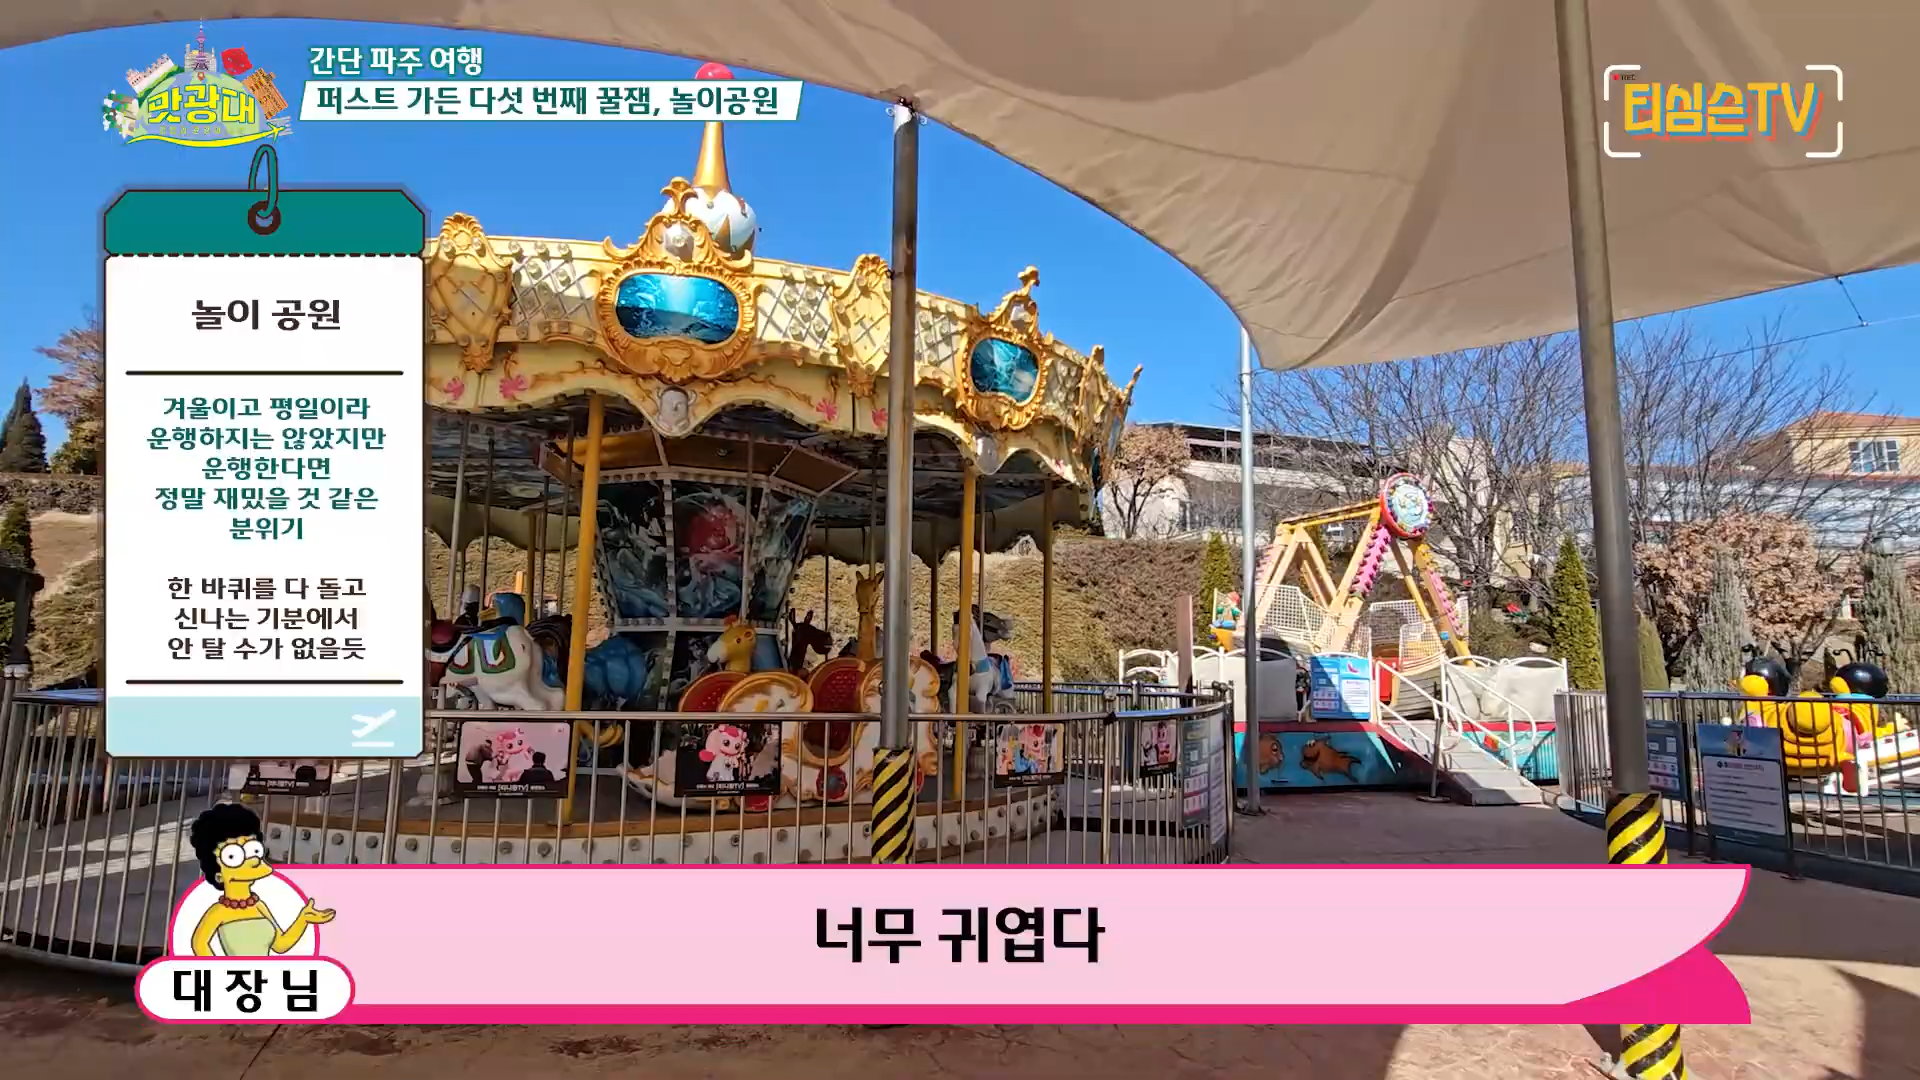 간단 파주 여행
퍼스트 가든 다섯 번째 꿀잼, 놀이공원
맛광대
REC
티심슨TV
놀이 공원
겨울이고 평일이라
운행하지는 않았지만
운행한다면
정말 재밌을 것 같은
분위기
한 바퀴를 다 돌고
신나는 기분에서
안 탈 수가 없을듯
너무 귀엽다
대장님